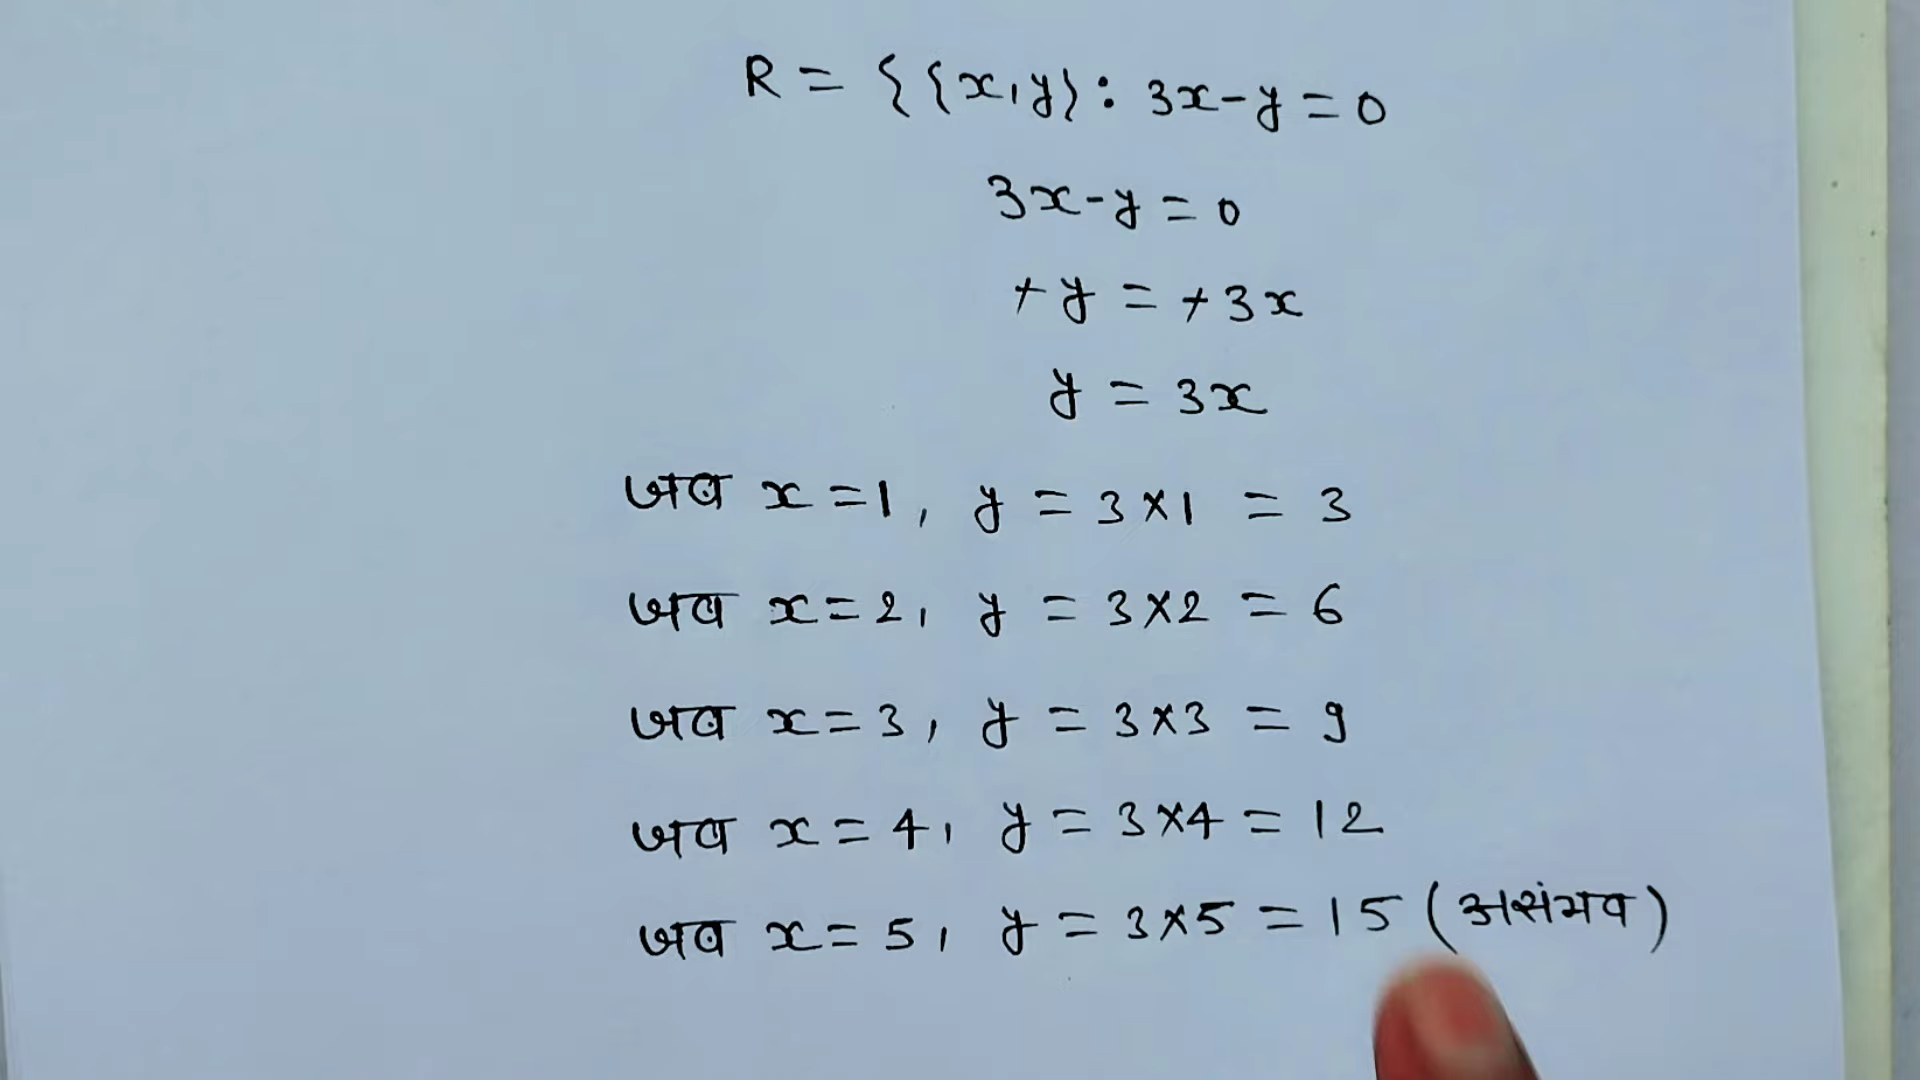 R = { {x,y}: 3x-y=0
3x-y=0
+y = +3x
y = 3x
जब x=1, y = 3×1 = 3
जब x=2, y = 3×2 = 6
जब x=3, y = 3×3 = 9
जब x=4, y = 3×4 = 12
जब x=5, y = 3×5 = 15 (असंभव)